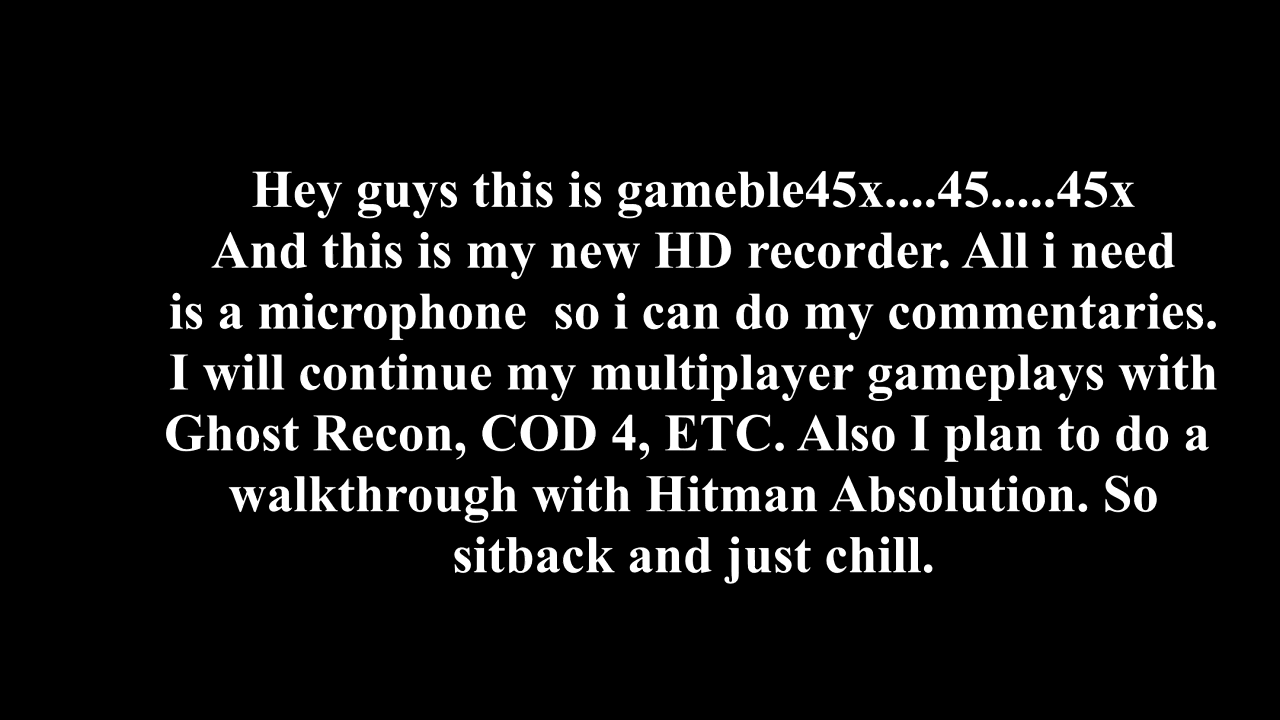 Hey guys this is gameble45x....45.....45x
And this is my new HD recorder. All i need
is a microphone  so i can do my commentaries.
I will continue my multiplayer gameplays with
Ghost Recon, COD 4, ETC. Also I plan to do a
walkthrough with Hitman Absolution. So
sitback and just chill.